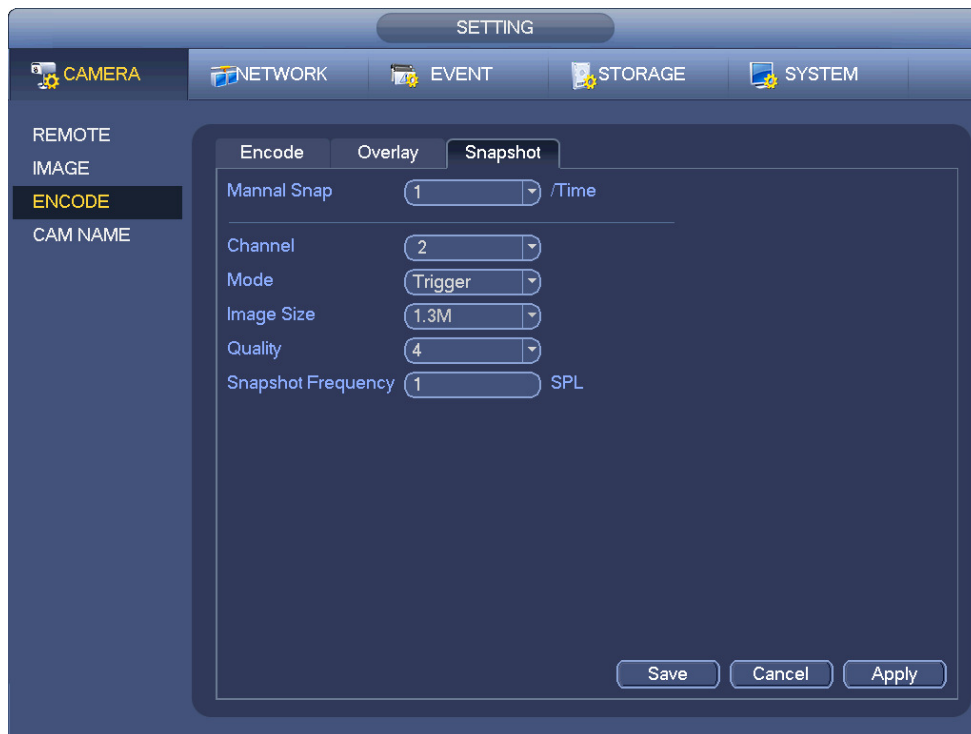 SETTING
CAMERA NETWORK EVENT STORAGE SYSTEM
REMOTE
IMAGE
ENCODE
CAM NAME
Encode Overlay Snapshot
Mannal Snap 1 /Time
Channel 2
Mode Trigger
Image Size 1.3M
Quality 4
Snapshot Frequency 1 SPL
Save Cancel Apply